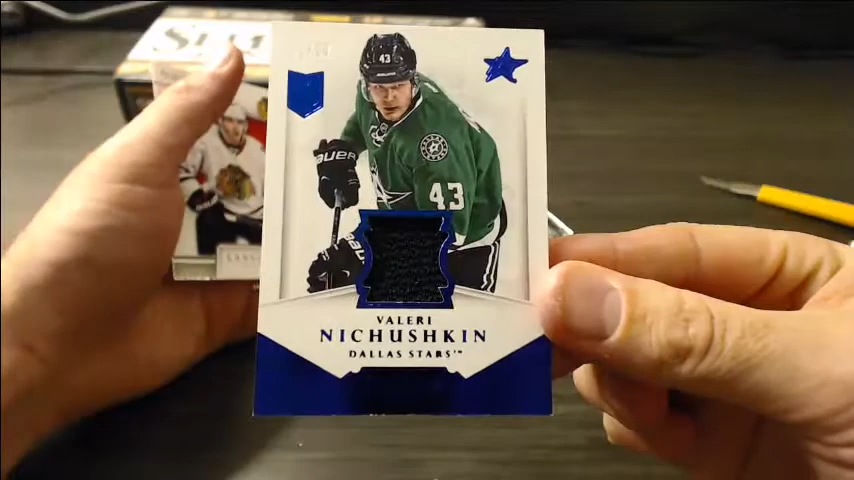 43
BAUER
43
VALERI
NICHUSHKIN
DALLAS STARS